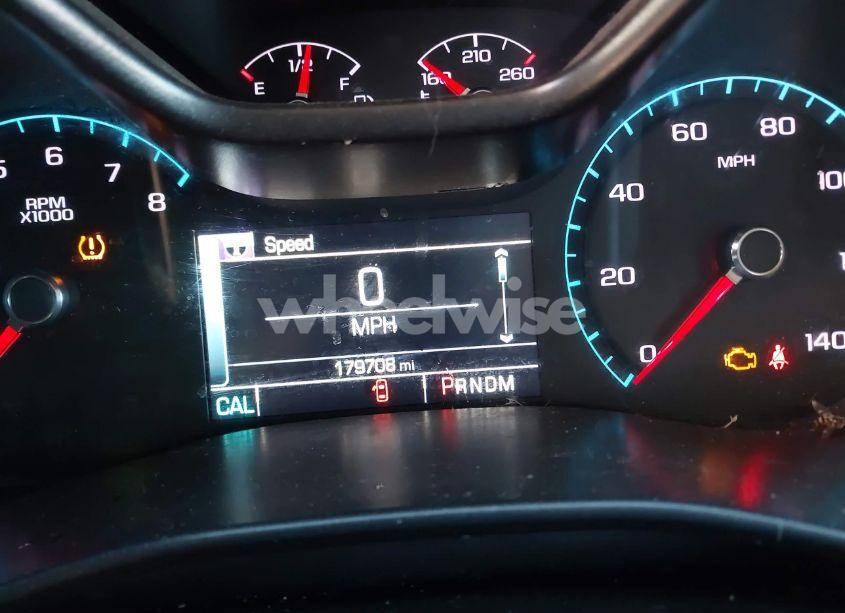 1/2
E F
160 210 260
5 6 7 8
RPM
X1000
Speed
0
MPH
179708 mi
CAL PRNDM
0 20 40 60 80 100 140
MPH
wheelwise